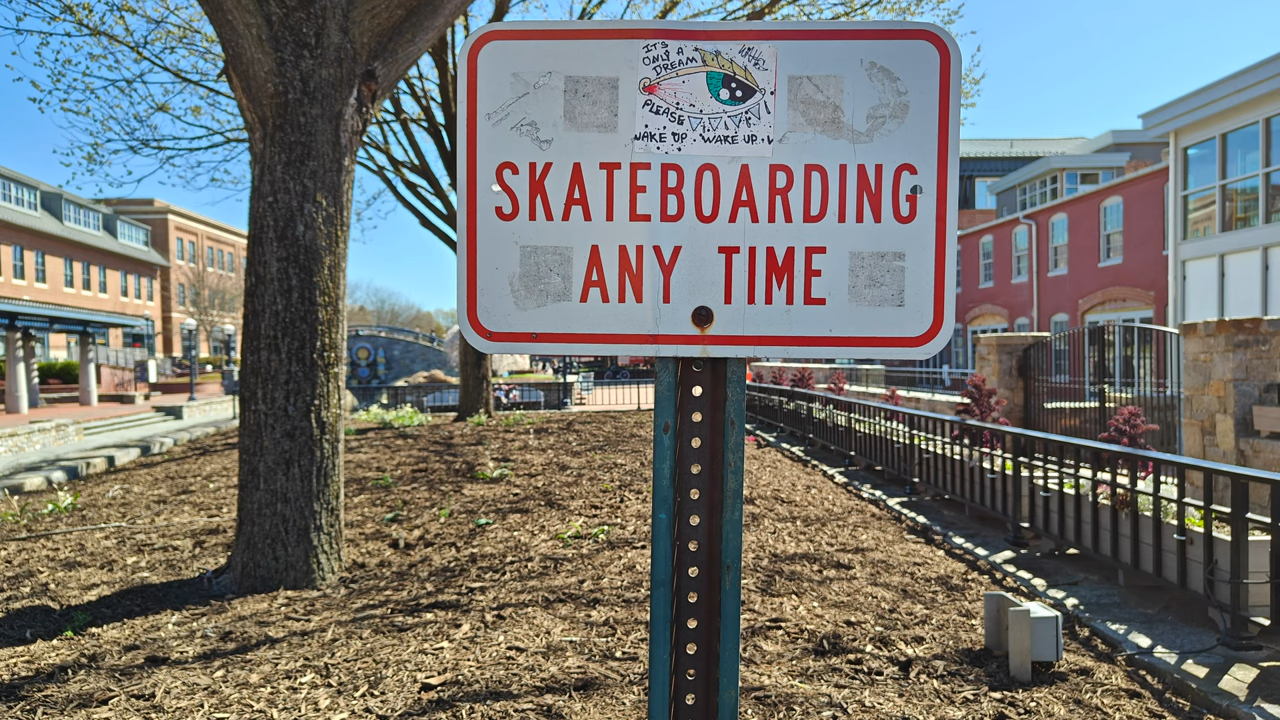 IT'S
ONLY A
DREAM
PLEASE
WAKE UP. WAKE UP.
SKATEBOARDING
ANY TIME